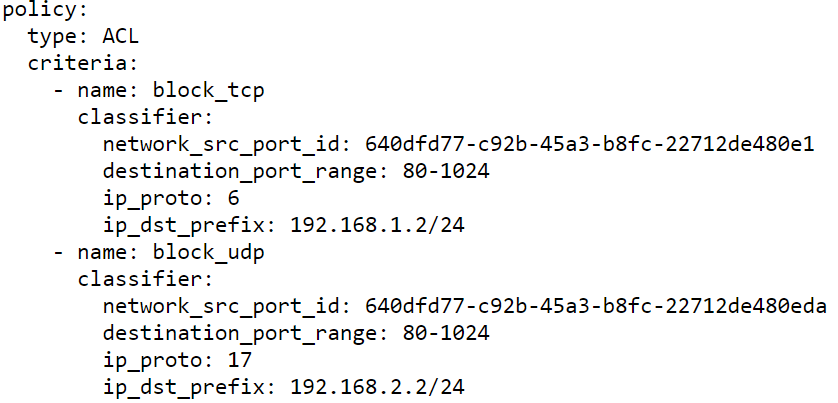 policy:
  type: ACL
  criteria:
    - name: block_tcp
      classifier:
        network_src_port_id: 640dfd77-c92b-45a3-b8fc-22712de480e1
        destination_port_range: 80-1024
        ip_proto: 6
        ip_dst_prefix: 192.168.1.2/24
    - name: block_udp
      classifier:
        network_src_port_id: 640dfd77-c92b-45a3-b8fc-22712de480eda
        destination_port_range: 80-1024
        ip_proto: 17
        ip_dst_prefix: 192.168.2.2/24